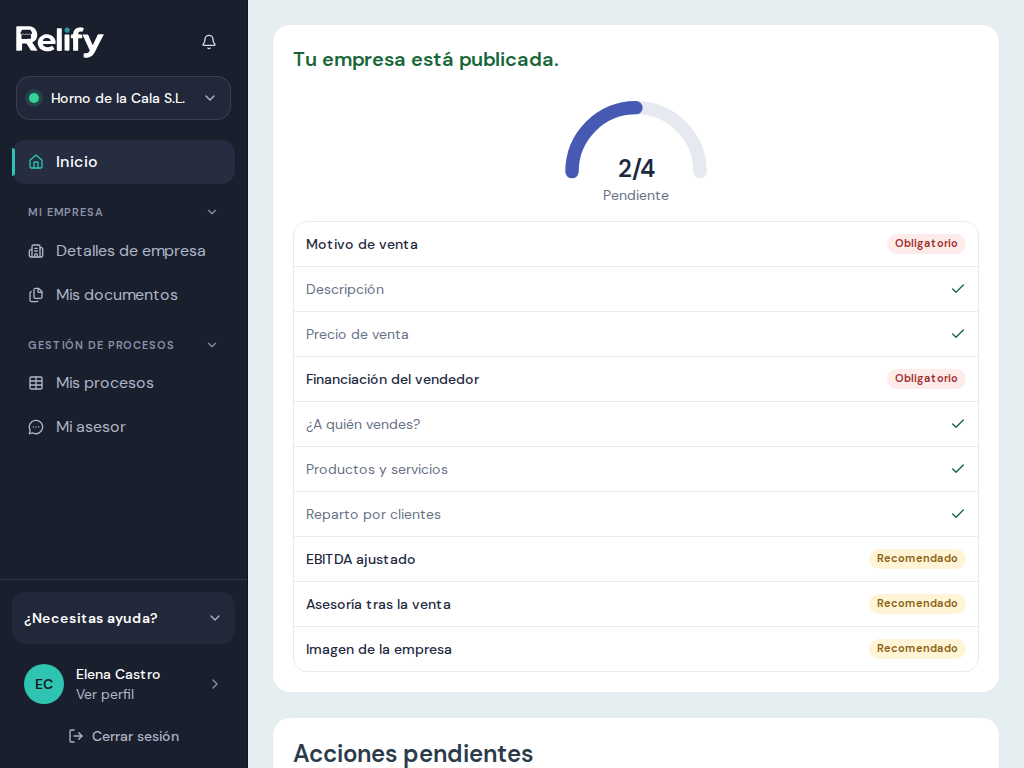 Relify
Horno de la Cala S.L.
Inicio
MI EMPRESA
Detalles de empresa
Mis documentos
GESTIÓN DE PROCESOS
Mis procesos
Mi asesor
¿Necesitas ayuda?
EC
Elena Castro
Ver perfil
Cerrar sesión
Tu empresa está publicada.
2/4
Pendiente
Motivo de venta Obligatorio
Descripción
Precio de venta
Financiación del vendedor Obligatorio
¿A quién vendes?
Productos y servicios
Reparto por clientes
EBITDA ajustado Recomendado
Asesoría tras la venta Recomendado
Imagen de la empresa Recomendado
Acciones pendientes